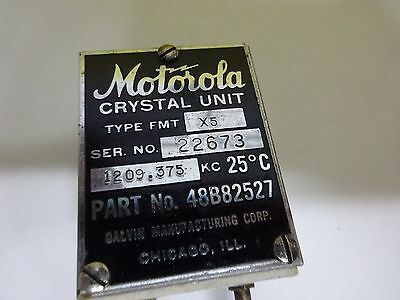 Motorola
CRYSTAL UNIT
TYPE FMT X5
SER. NO. 22673
1209.375 KC 25°C
PART No. 48B82527
GALVIN MANUFACTURING CORP.
CHICAGO, ILL.